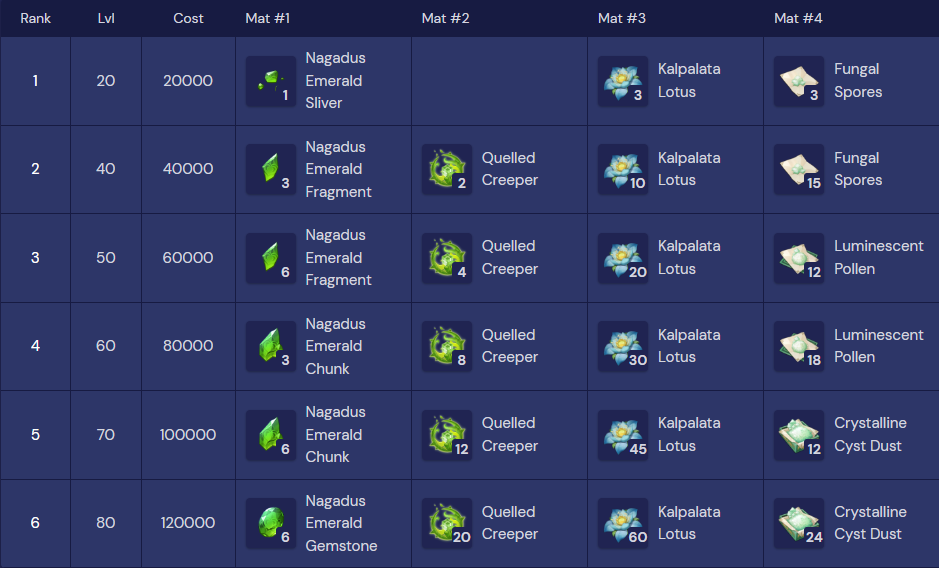 Rank Lvl Cost Mat #1 Mat #2 Mat #3 Mat #4
1 20 20000 1 Nagadus Emerald Sliver 3 Kalpalata Lotus 3 Fungal Spores
2 40 40000 3 Nagadus Emerald Fragment 2 Quelled Creeper 10 Kalpalata Lotus 15 Fungal Spores
3 50 60000 6 Nagadus Emerald Fragment 4 Quelled Creeper 20 Kalpalata Lotus 12 Luminescent Pollen
4 60 80000 3 Nagadus Emerald Chunk 8 Quelled Creeper 30 Kalpalata Lotus 18 Luminescent Pollen
5 70 100000 6 Nagadus Emerald Chunk 12 Quelled Creeper 45 Kalpalata Lotus 12 Crystalline Cyst Dust
6 80 120000 6 Nagadus Emerald Gemstone 20 Quelled Creeper 60 Kalpalata Lotus 24 Crystalline Cyst Dust